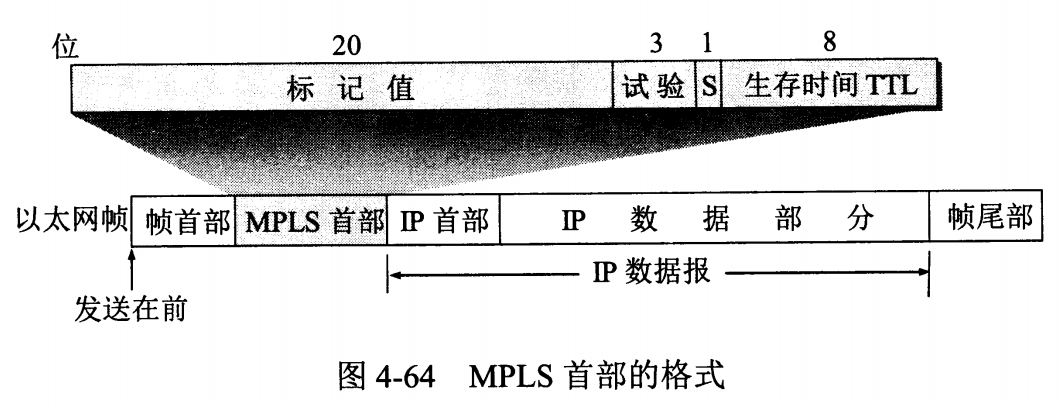 位 20 3 1 8
标记值 试验 S 生存时间 TTL
以太网帧 帧首部 MPLS 首部 IP 首部 IP 数据部分 帧尾部
IP 数据报
发送在前
图 4-64 MPLS 首部的格式